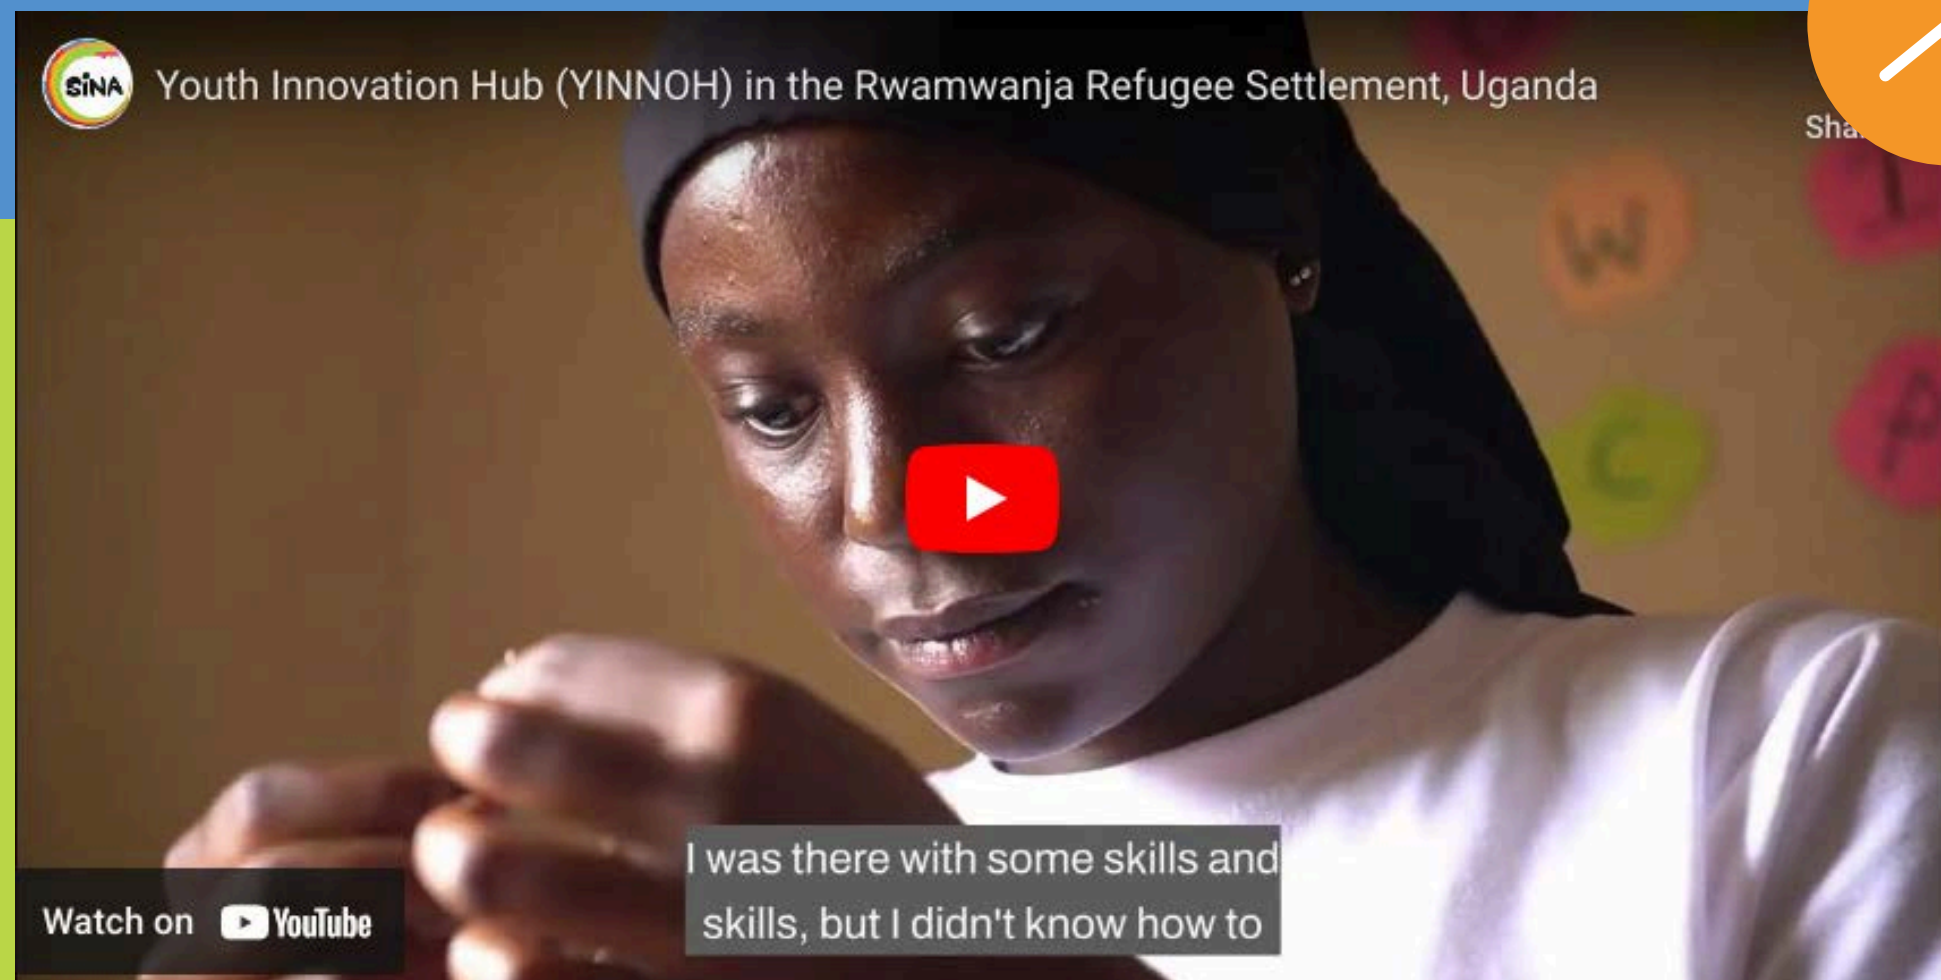 SiNA
Youth Innovation Hub (YINNOH) in the Rwamwanja Refugee Settlement, Uganda
W
C
I was there with some skills and
skills, but I didn't know how to
Watch on YouTube